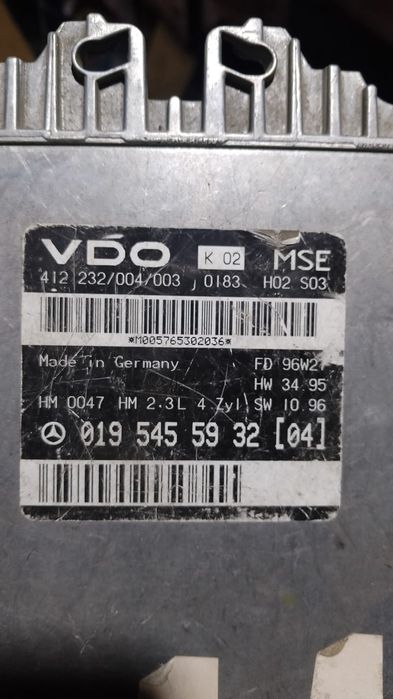 VDO K 02 MSE
412 232/004/003 , 0183 H02 S03
*M005765302036*
Made in Germany FD 96W27
HW 34.95
HM 0047 HM 2.3L 4 Zyl SW 10.96
019 545 59 32 [04]